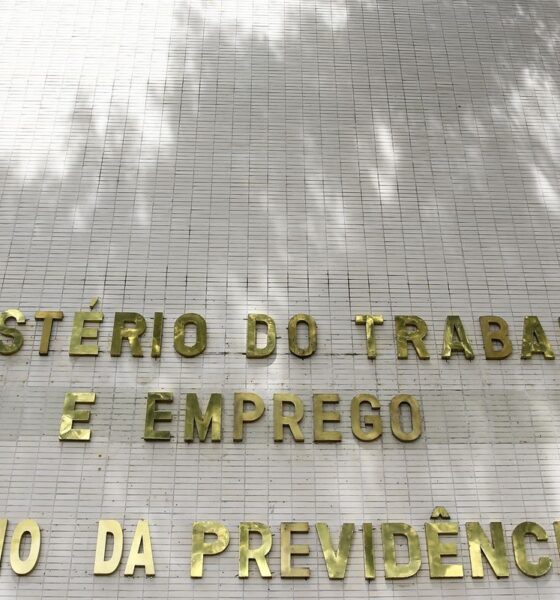 STÉRIO DO TRABA
E EMPREGO
IO DA PREVIDÊNC